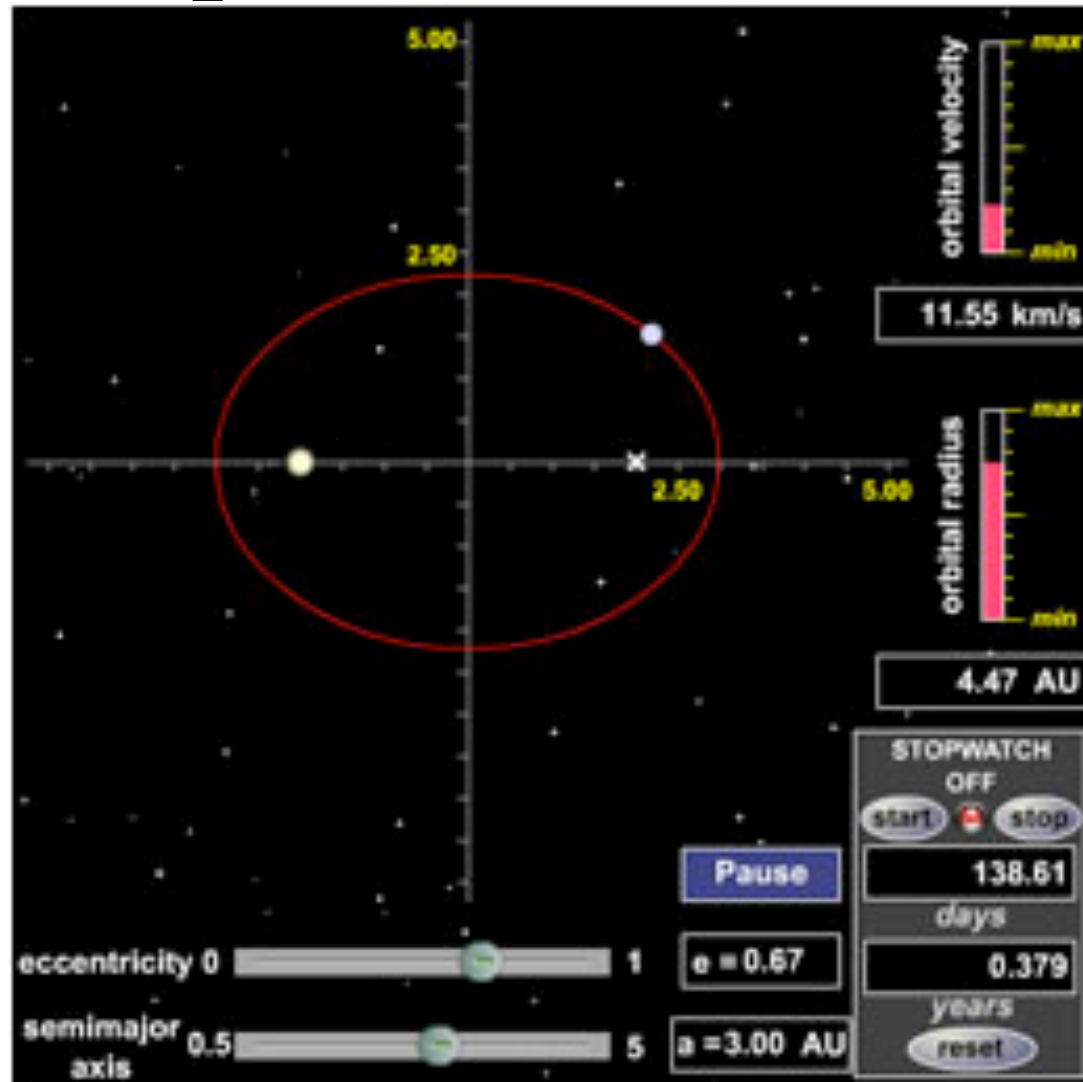 5.00
2.50
2.50
5.00
orbital velocity
max
min
11.55 km/s
orbital radius
max
min
4.47 AU
STOPWATCH
OFF
start
stop
138.61
days
0.379
years
reset
Pause
eccentricity 0
1
e = 0.67
semimajor
axis
0.5
5
a =3.00 AU